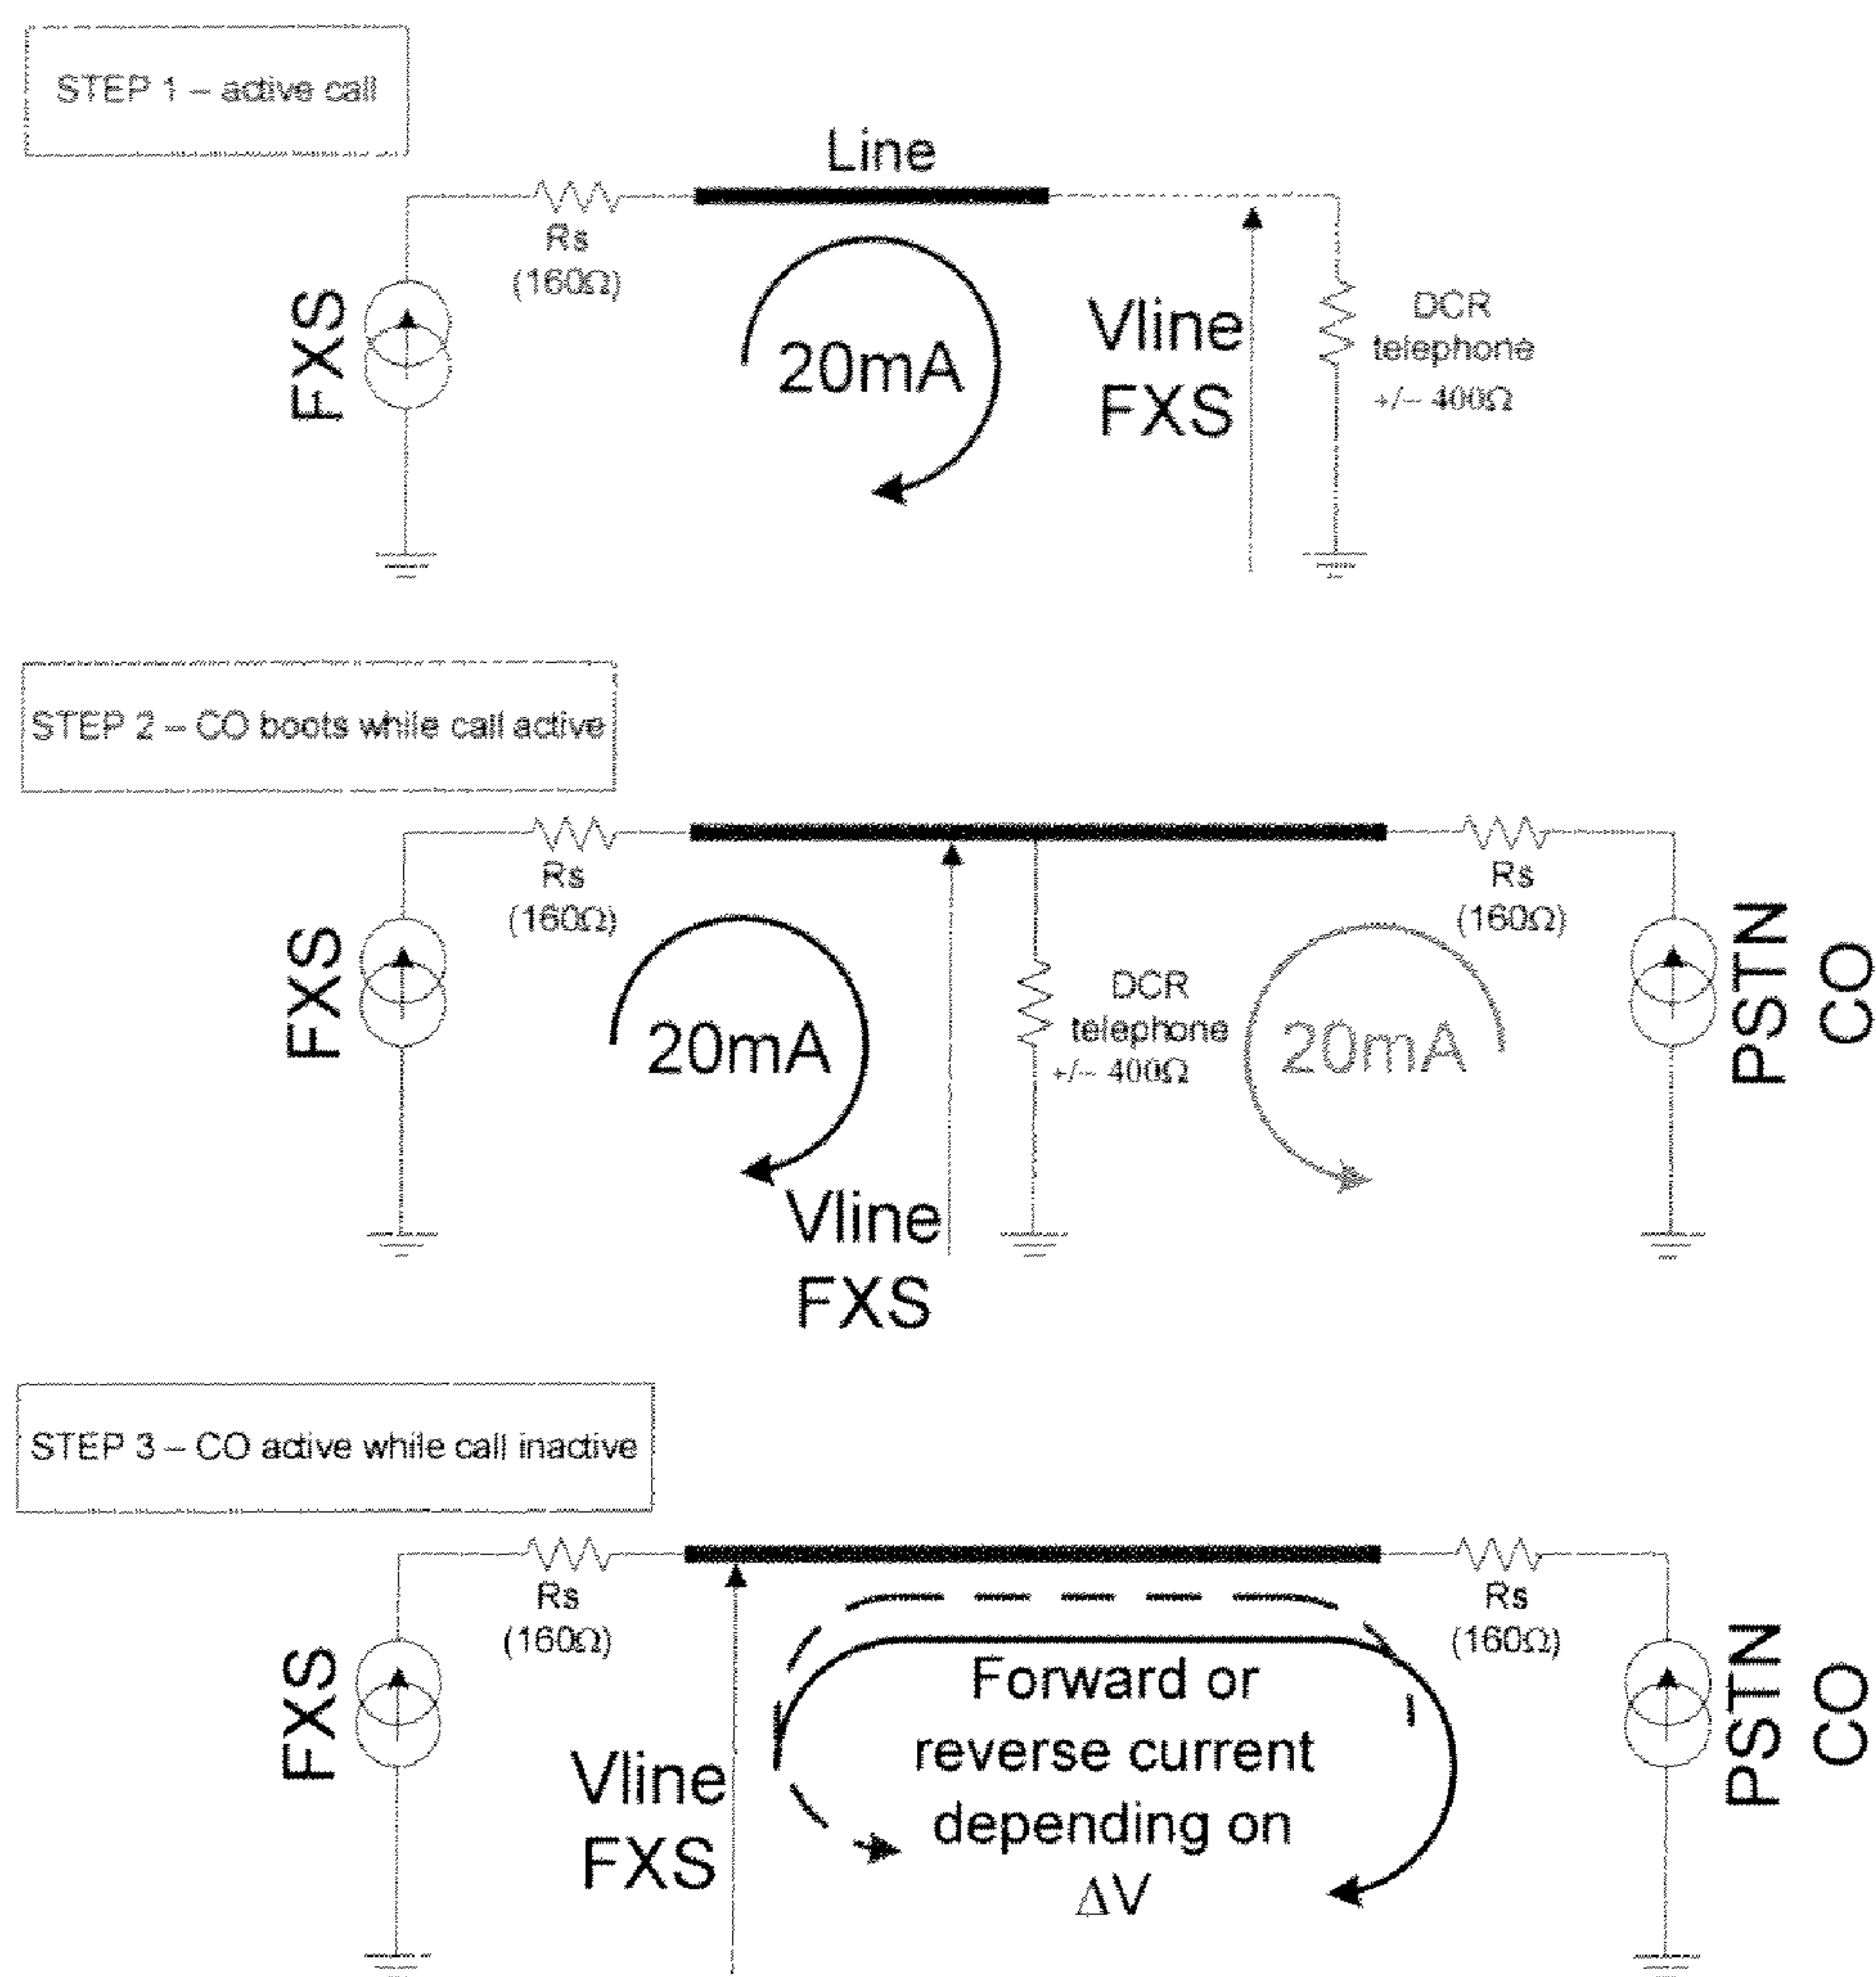 STEP 1 – active call
Line
Rs
(160Ω)
FXS
20mA
Vline
FXS
DCR
telephone
+/- 400Ω
STEP 2 – CO boots while call active
Rs
(160Ω)
Rs
(160Ω)
FXS
20mA
DCR
telephone
+/- 400Ω
20mA
PSTN
CO
Vline
FXS
STEP 3 – CO active while call inactive
Rs
(160Ω)
Rs
(160Ω)
FXS
Vline
FXS
Forward or
reverse current
depending on
ΔV
PSTN
CO